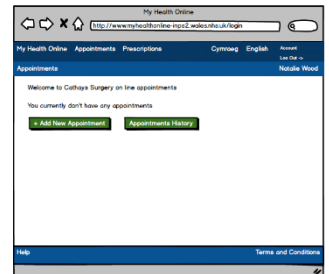 My Health Online
http://www.myhealthonline-inps2.wales.nhs.uk/login
My Health Online Appointments Prescriptions Cymraeg English Account
Log Out ->
Appointments Natalie Wood
Welcome to Cathays Surgery on line appointments
You currently don't have any appointments
+ Add New Appointment Appointments History
Help Terms and Conditions